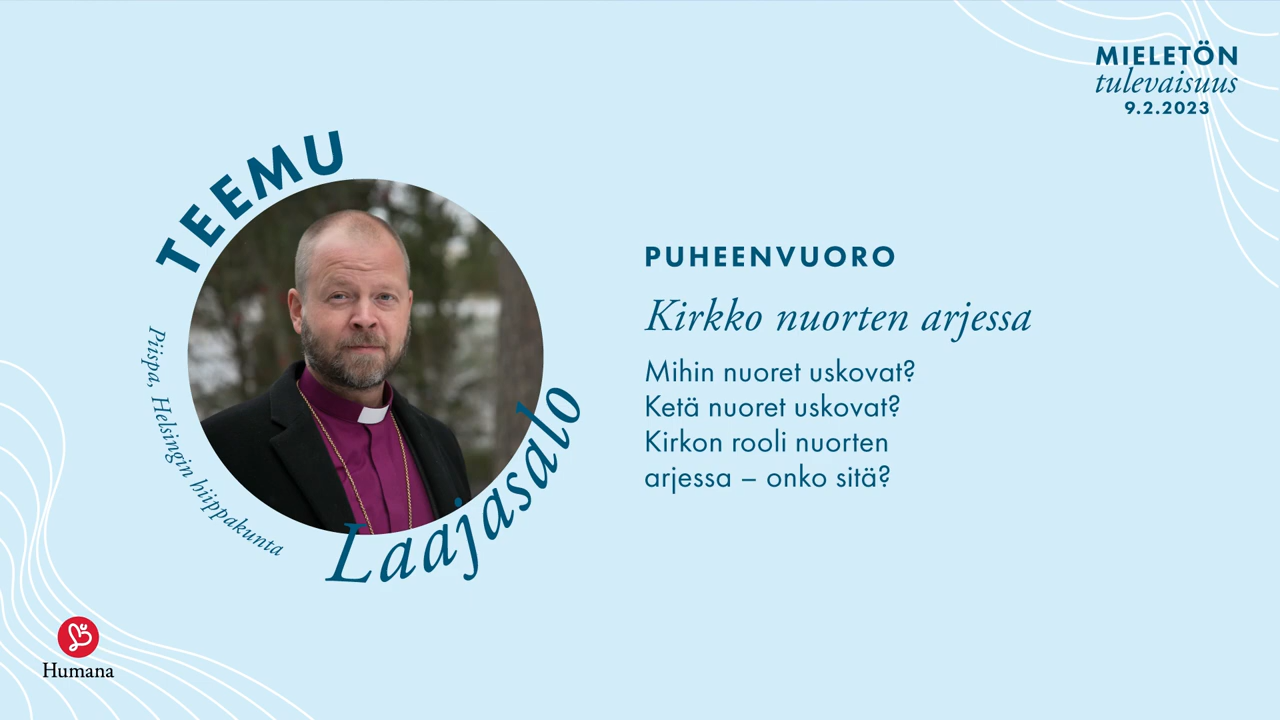 MIELETÖN
tulevaisuus
9.2.2023
TEEMU
Laajasalo
Piispa, Helsingin hiippakunta
PUHEENVUORO
Kirkko nuorten arjessa
Mihin nuoret uskovat?
Ketä nuoret uskovat?
Kirkon rooli nuorten
arjessa – onko sitä?
Humana